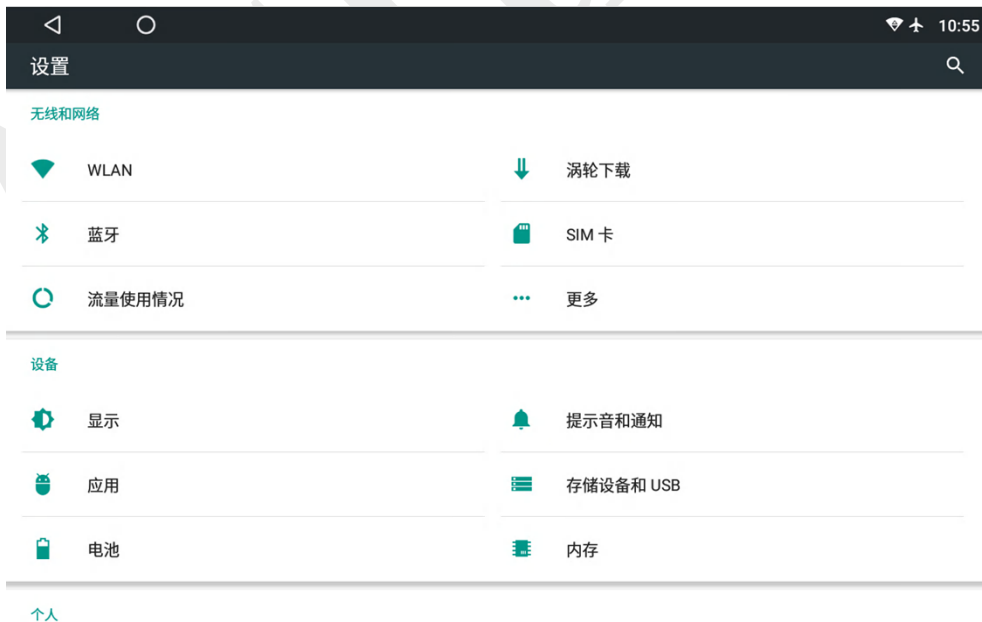 10:55
设置
无线和网络
WLAN
涡轮下载
蓝牙
SIM 卡
流量使用情况
更多
设备
显示
提示音和通知
应用
存储设备和 USB
电池
内存
个人